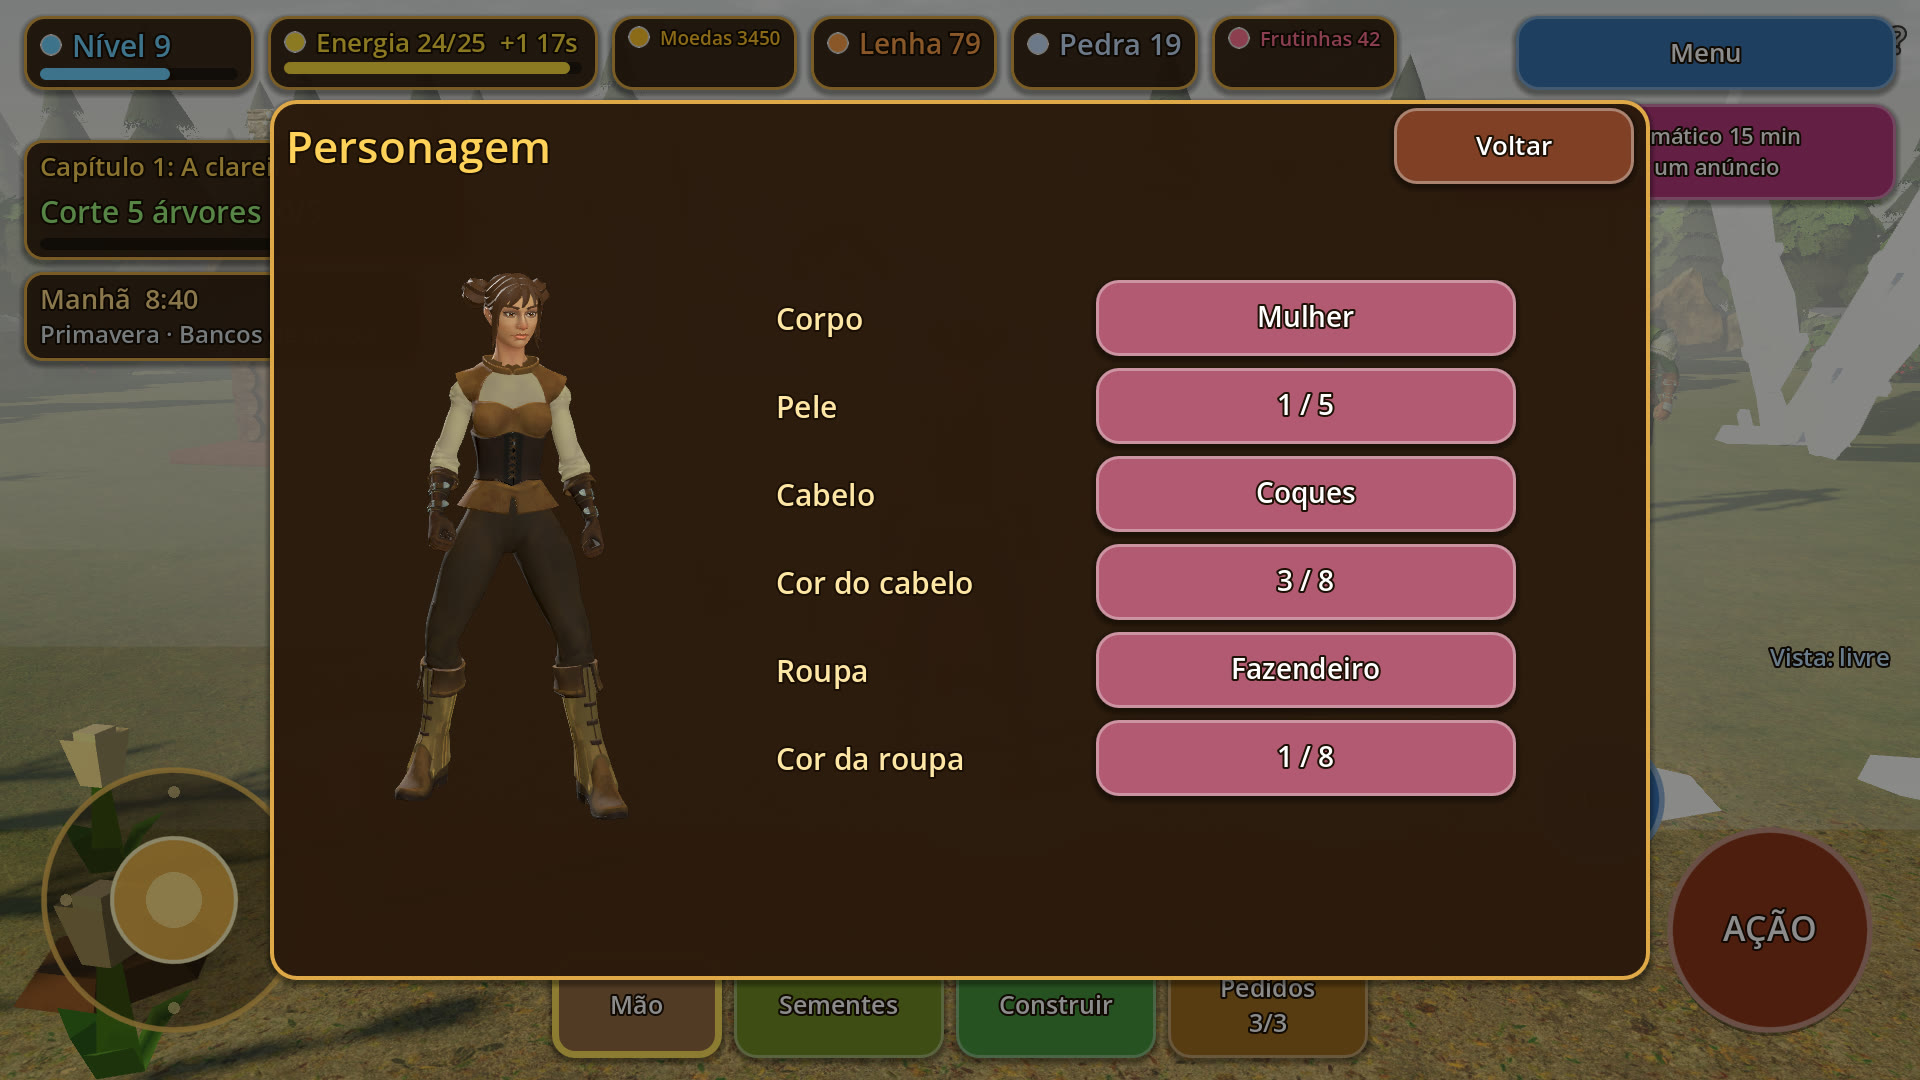 Nível 9
Energia 24/25 +1 17s
Moedas 3450
Lenha 79
Pedra 19
Frutinhas 42
Menu
?
Personagem
Voltar
mático 15 min
um anúncio
Capítulo 1: A clarei
Corte 5 árvores
Manhã 8:40
Primavera · Bancos
Corpo
Mulher
Pele
1 / 5
Cabelo
Coques
Cor do cabelo
3 / 8
Roupa
Fazendeiro
Cor da roupa
1 / 8
Vista: livre
AÇÃO
Mão
Sementes
Construir
Pedidos
3/3